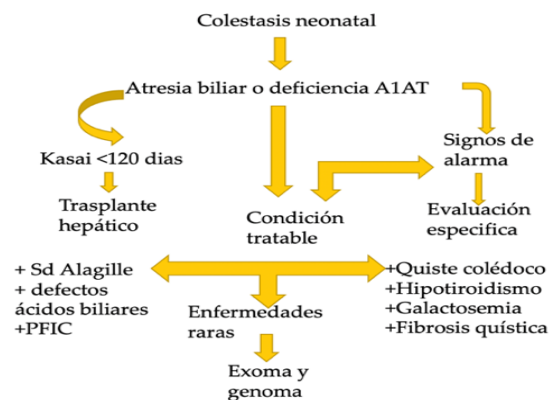 Colestasis neonatal
Atresia biliar o deficiencia A1AT
Kasai <120 dias
Signos de
alarma
Trasplante
hepático
Condición
tratable
Evaluación
especifica
+ Sd Alagille
+ defectos
ácidos biliares
+PFIC
Enfermedades
raras
+Quiste colédoco
+Hipotiroidismo
+Galactosemia
+Fibrosis quística
Exoma y
genoma